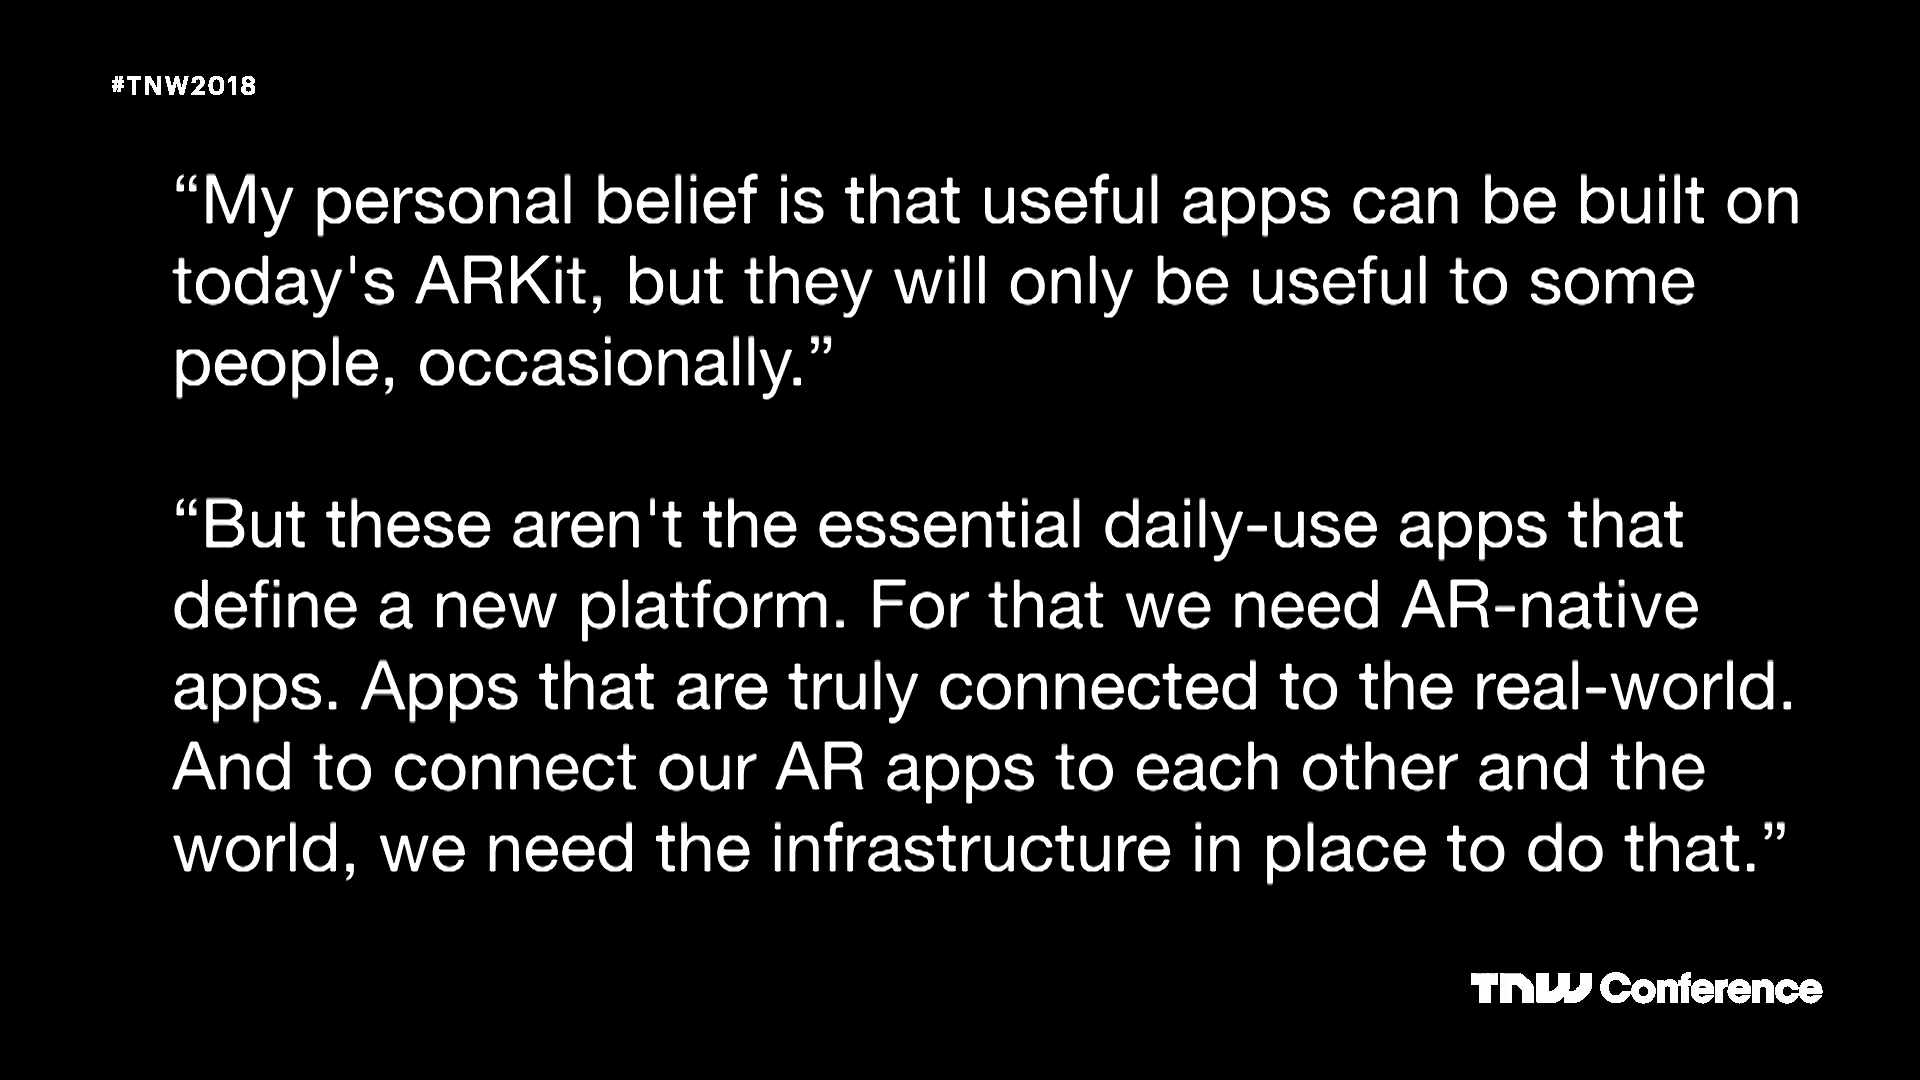 #TNW2018
“My personal belief is that useful apps can be built on
today's ARKit, but they will only be useful to some
people, occasionally.”
“But these aren't the essential daily-use apps that
define a new platform. For that we need AR-native
apps. Apps that are truly connected to the real-world.
And to connect our AR apps to each other and the
world, we need the infrastructure in place to do that.”
TNW Conference